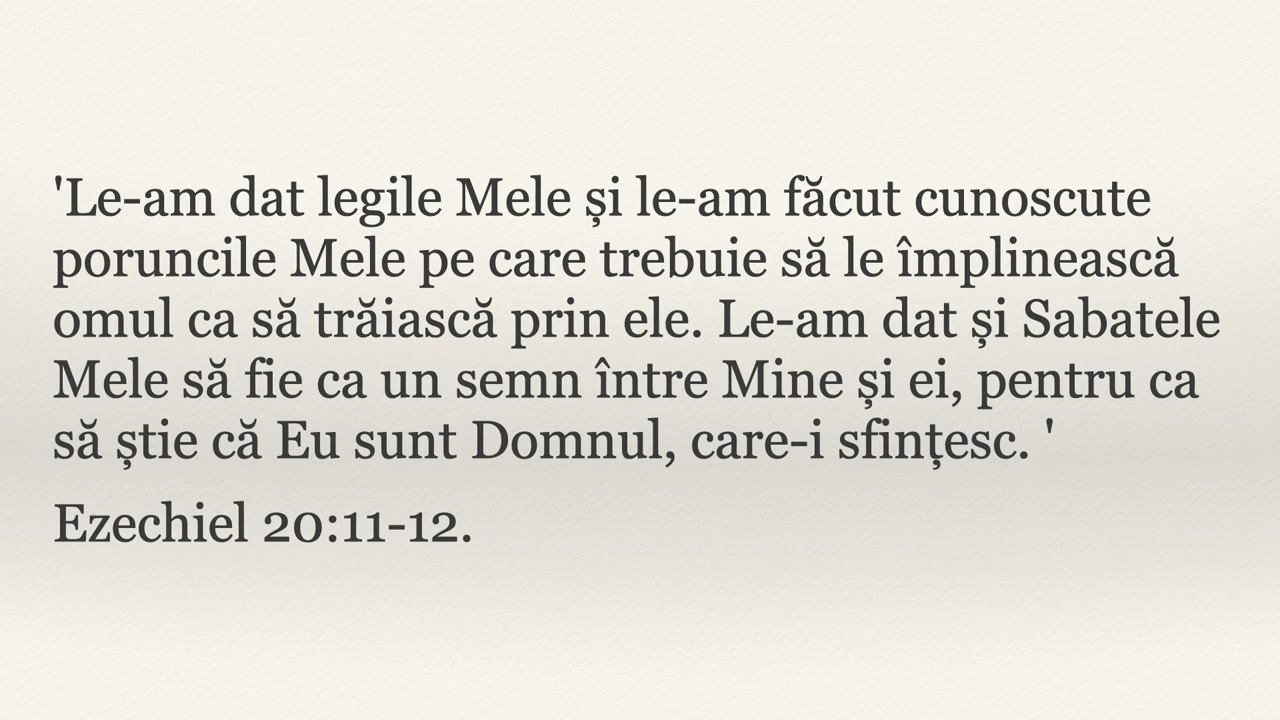 'Le-am dat legile Mele și le-am făcut cunoscute
poruncile Mele pe care trebuie să le împlinească
omul ca să trăiască prin ele. Le-am dat și Sabatele
Mele să fie ca un semn între Mine și ei, pentru ca
să știe că Eu sunt Domnul, care-i sfințesc. '
Ezechiel 20:11-12.